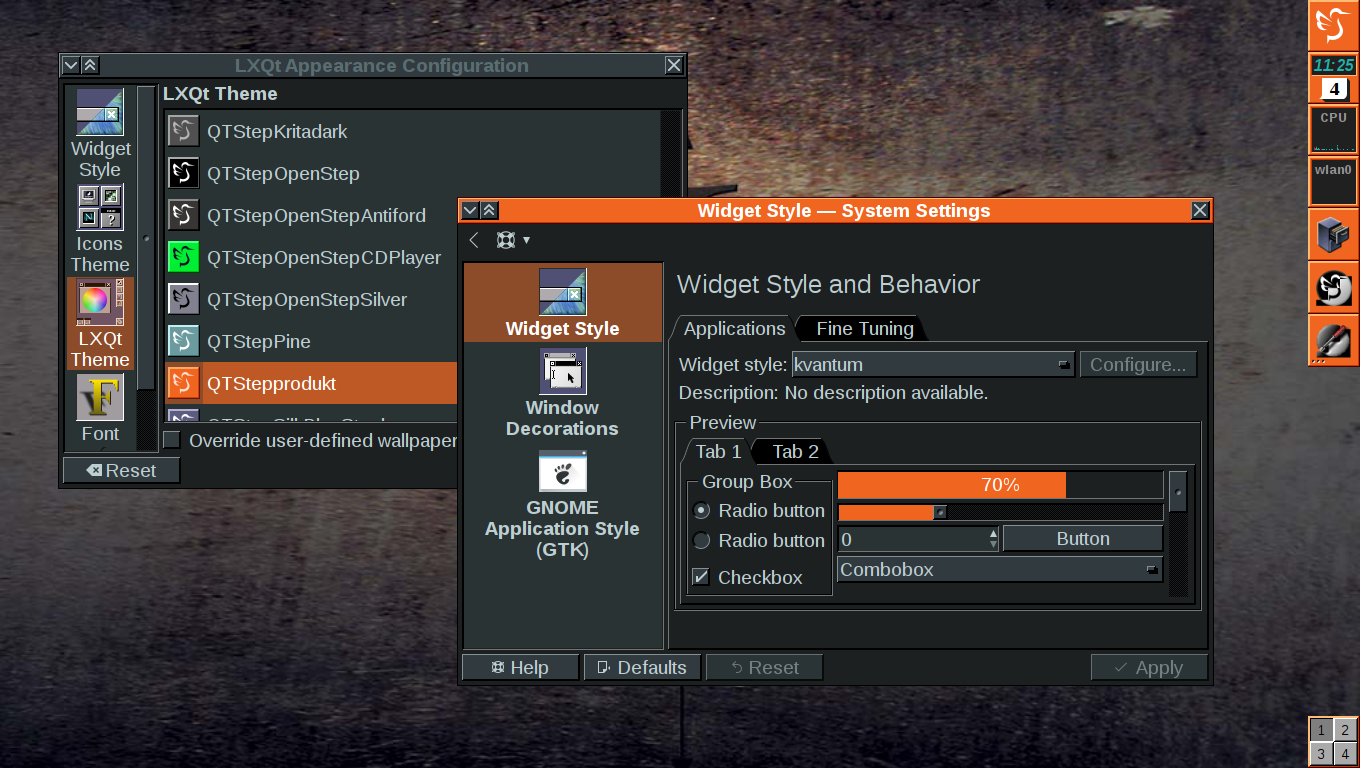 LXQt Appearance Configuration
Widget
Style
Icons
Theme
LXQt
Theme
Font
LXQt Theme
QTStepKritadark
QTStepOpenStep
QTStepOpenStepAntiford
QTStepOpenStepCDPlayer
QTStepOpenStepSilver
QTStepPine
QTStepprodukt
Override user-defined wallpaper
Reset
Widget Style — System Settings
Widget Style
Window
Decorations
GNOME
Application Style
(GTK)
Widget Style and Behavior
Applications
Fine Tuning
Widget style:
kvantum
Configure...
Description: No description available.
Preview
Tab 1
Tab 2
Group Box
Radio button
Radio button
Checkbox
70%
0
Button
Combobox
Help
Defaults
Reset
Apply
11:25
4
CPU
wlan0
1 2
3 4